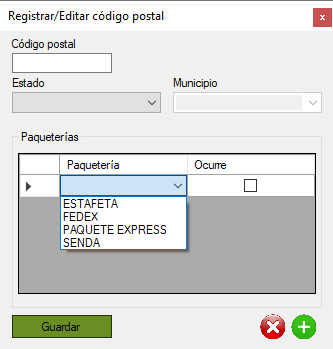 Registrar/Editar código postal
x
Código postal
Estado Municipio
Paqueterías
Paquetería Ocurre
ESTAFETA
FEDEX
PAQUETE EXPRESS
SENDA
Guardar